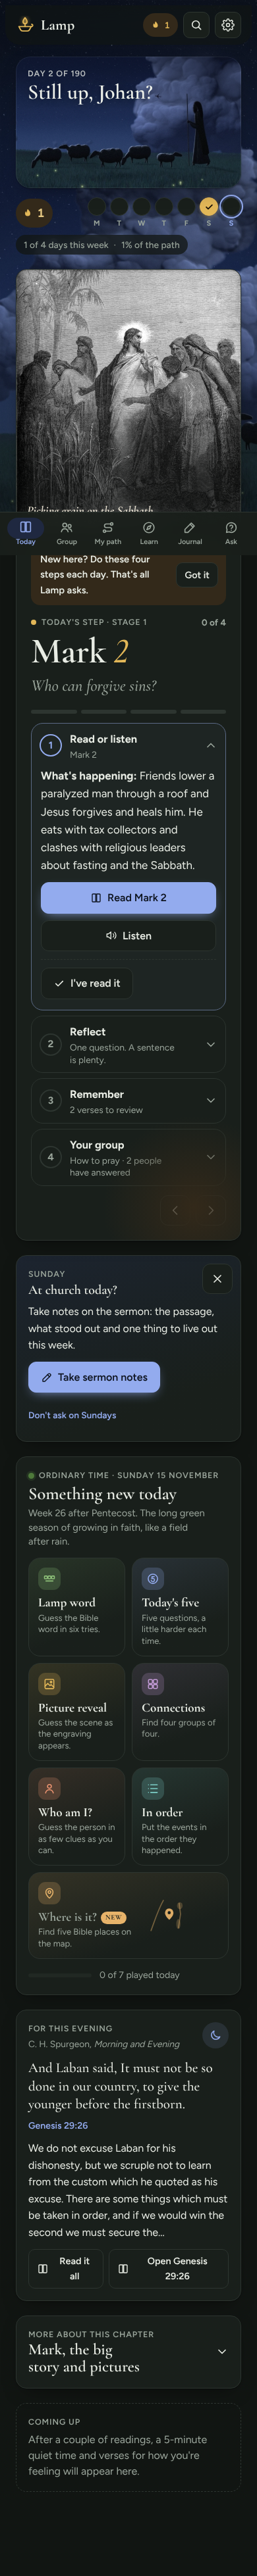 Lamp
1
DAY 2 OF 190
Still up, Johan?
1
M T W T F S S
1 of 4 days this week · 1% of the path
Picking grain on the Sabbath
Today Group My path Learn Journal Ask
New here? Do these four
steps each day. That's all
Lamp asks.
Got it
TODAY'S STEP · STAGE 1
0 of 4
Mark 2
Who can forgive sins?
1
Read or listen
Mark 2
What's happening: Friends lower a
paralyzed man through a roof and
Jesus forgives and heals him. He
eats with tax collectors and
clashes with religious leaders
about fasting and the Sabbath.
Read Mark 2
Listen
I've read it
2
Reflect
One question. A sentence
is plenty.
3
Remember
2 verses to review
4
Your group
How to pray · 2 people
have answered
SUNDAY
At church today?
Take notes on the sermon: the passage,
what stood out and one thing to live out
this week.
Take sermon notes
Don't ask on Sundays
ORDINARY TIME · SUNDAY 15 NOVEMBER
Something new today
Week 26 after Pentecost. The long green
season of growing in faith, like a field
after rain.
Lamp word
Guess the Bible
word in six tries.
Today's five
Five questions, a
little harder each
time.
Picture reveal
Guess the scene as
the engraving
appears.
Connections
Find four groups of
four.
Who am I?
Guess the person in
as few clues as you
can.
In order
Put the events in
the order they
happened.
Where is it? NEW
Find five Bible places on
the map.
0 of 7 played today
FOR THIS EVENING
C. H. Spurgeon, Morning and Evening
And Laban said, It must not be so
done in our country, to give the
younger before the firstborn.
Genesis 29:26
We do not excuse Laban for his
dishonesty, but we scruple not to learn
from the custom which he quoted as his
excuse. There are some things which must
be taken in order, and if we would win the
second we must secure the...
Read it
all
Open Genesis
29:26
MORE ABOUT THIS CHAPTER
Mark, the big
story and pictures
COMING UP
After a couple of readings, a 5-minute
quiet time and verses for how you're
feeling will appear here.